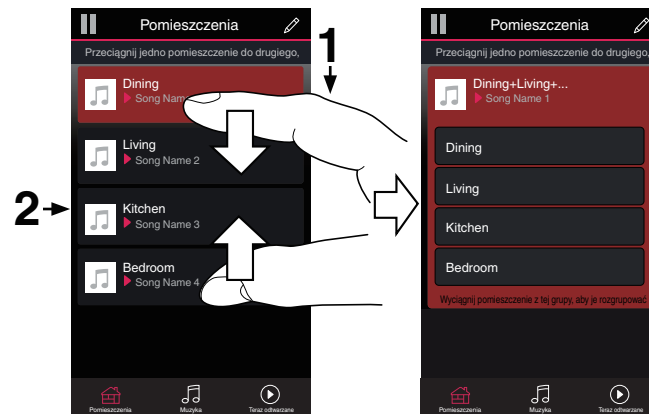 Pomieszczenia
Przeciągnij jedno pomieszczenie do drugiego,
Dining
Song Nam
Living
Song Name 2
Kitchen
Song Name 3
Bedroom
Song Name 4
Pomieszczenia
Muzyka
Teraz odtwarzane
1
2
Pomieszczenia
Przeciągnij jedno pomieszczenie do drugiego,
Dining+Living+...
Song Name 1
Dining
Living
Kitchen
Bedroom
Wyciągnij pomieszczenie z tej grupy, aby je rozgrupować
Pomieszczenia
Muzyka
Teraz odtwarzane